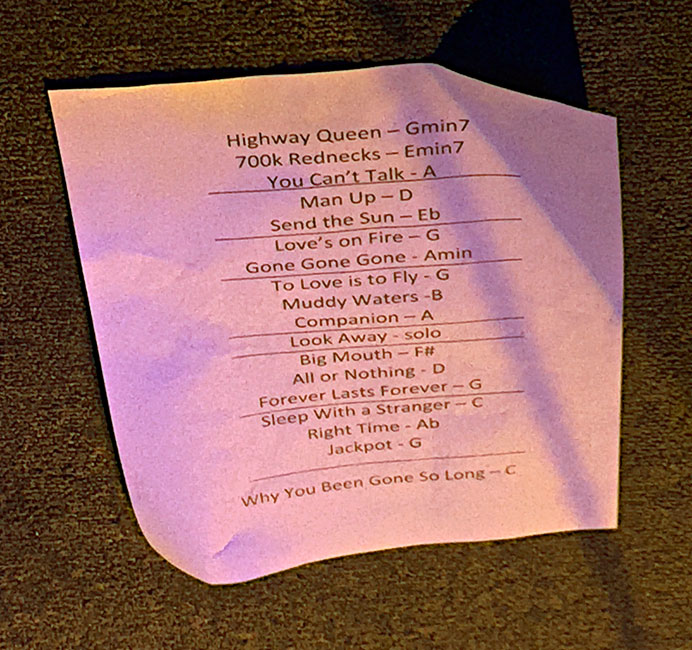 Highway Queen – Gmin7
700k Rednecks – Emin7
You Can't Talk - A
Man Up – D
Send the Sun – Eb
Love's on Fire – G
Gone Gone Gone - Amin
To Love is to Fly - G
Muddy Waters -B
Companion – A
Look Away - solo
Big Mouth – F#
All or Nothing - D
Forever Lasts Forever – G
Sleep With a Stranger – C
Right Time - Ab
Jackpot - G
Why You Been Gone So Long – C